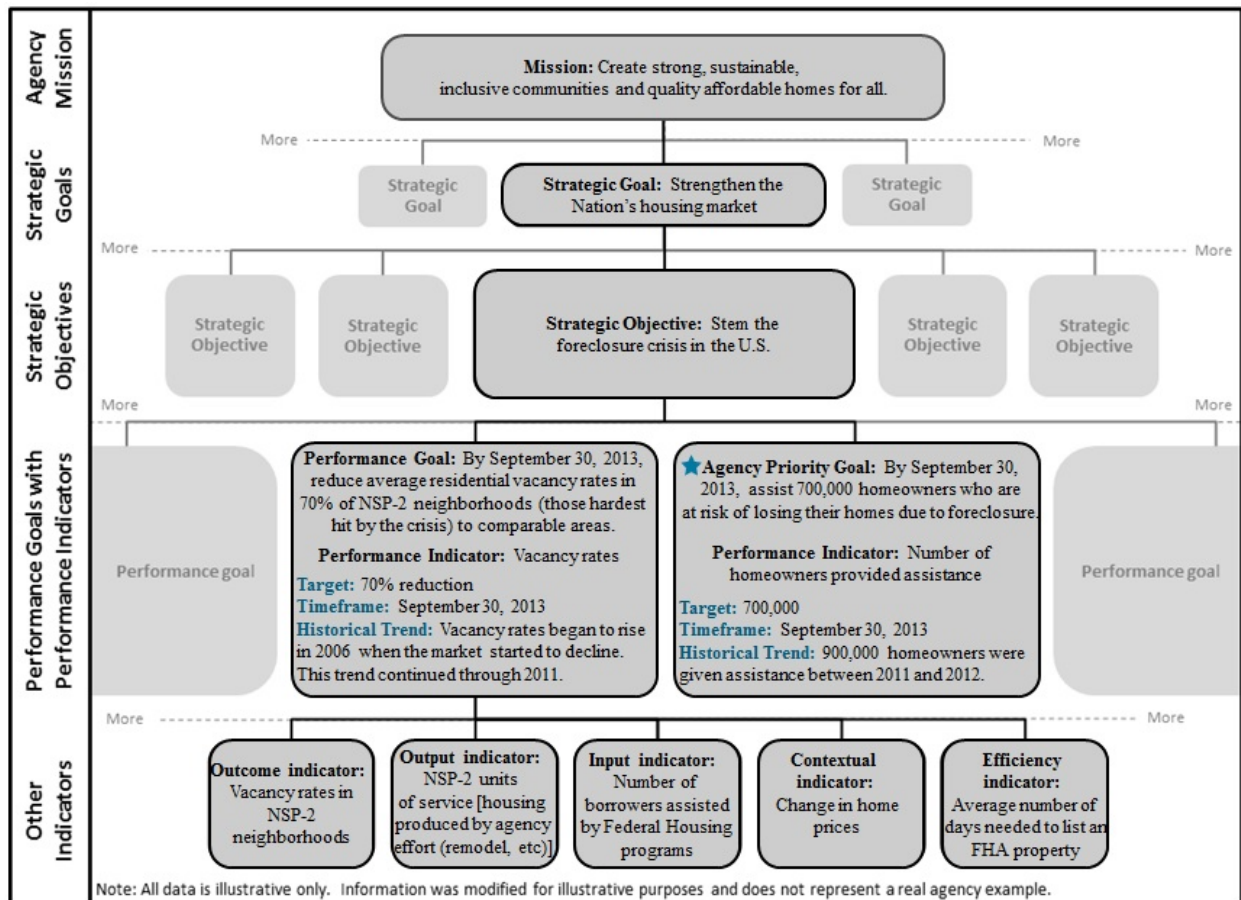 Agency
Mission
Mission: Create strong, sustainable,
inclusive communities and quality affordable homes for all.
More
More
Strategic
Goals
Strategic
Goal
Strategic Goal: Strengthen the
Nation's housing market
Strategic
Goal
More
More
Strategic
Objectives
Strategic
Objective
Strategic
Objective
Strategic Objective: Stem the
foreclosure crisis in the U.S.
Strategic
Objective
Strategic
Objective
More
More
Performance Goals with
Performance Indicators
Performance goal
Performance Goal: By September 30, 2013,
reduce average residential vacancy rates in
70% of NSP-2 neighborhoods (those hardest
hit by the crisis) to comparable areas.
Performance Indicator: Vacancy rates
Target: 70% reduction
Timeframe: September 30, 2013
Historical Trend: Vacancy rates began to rise
in 2006 when the market started to decline.
This trend continued through 2011.
Agency Priority Goal: By September 30,
2013, assist 700,000 homeowners who are
at risk of losing their homes due to foreclosure.
Performance Indicator: Number of
homeowners provided assistance
Target: 700,000
Timeframe: September 30, 2013
Historical Trend: 900,000 homeowners were
given assistance between 2011 and 2012.
Performance goal
More
More
Other
Indicators
Outcome indicator:
Vacancy rates in
NSP-2
neighborhoods
Output indicator:
NSP-2 units
of service [housing
produced by agency
effort (remodel, etc)]
Input indicator:
Number of
borrowers assisted
by Federal Housing
programs
Contextual
indicator:
Change in home
prices
Efficiency
indicator:
Average number of
days needed to list an
FHA property
Note: All data is illustrative only. Information was modified for illustrative purposes and does not represent a real agency example.